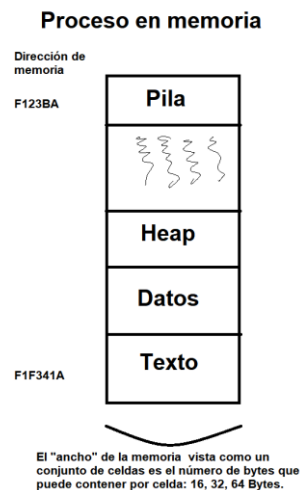 Proceso en memoria
Dirección de
memoria
F123BA
Pila
Heap
Datos
Texto
F1F341A
El "ancho" de la memoria vista como un
conjunto de celdas es el número de bytes que
puede contener por celda: 16, 32, 64 Bytes.